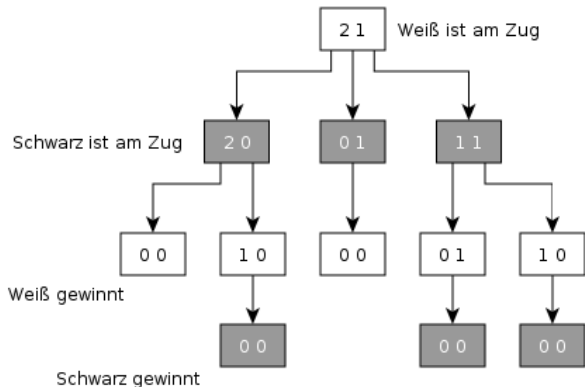 2 1 Weiß ist am Zug
Schwarz ist am Zug 2 0 0 1 1 1
0 0 1 0 0 0 0 1 1 0
Weiß gewinnt
0 0 0 0 0 0
Schwarz gewinnt